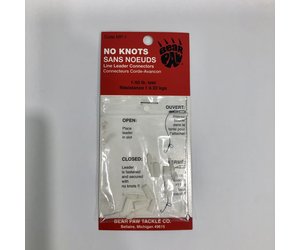 NO KNOTS
SANS NOEUDS
Line Leader Connectors
Connecteurs Corde-Avancon
BEAR PAW
OPEN:
Place
leader
in slot
OUVERT:
CLOSED:
Leader
is fastened
and secured
with
no knots !!
BEAR PAW TACKLE CO.
Bellaire, Michigan 49615